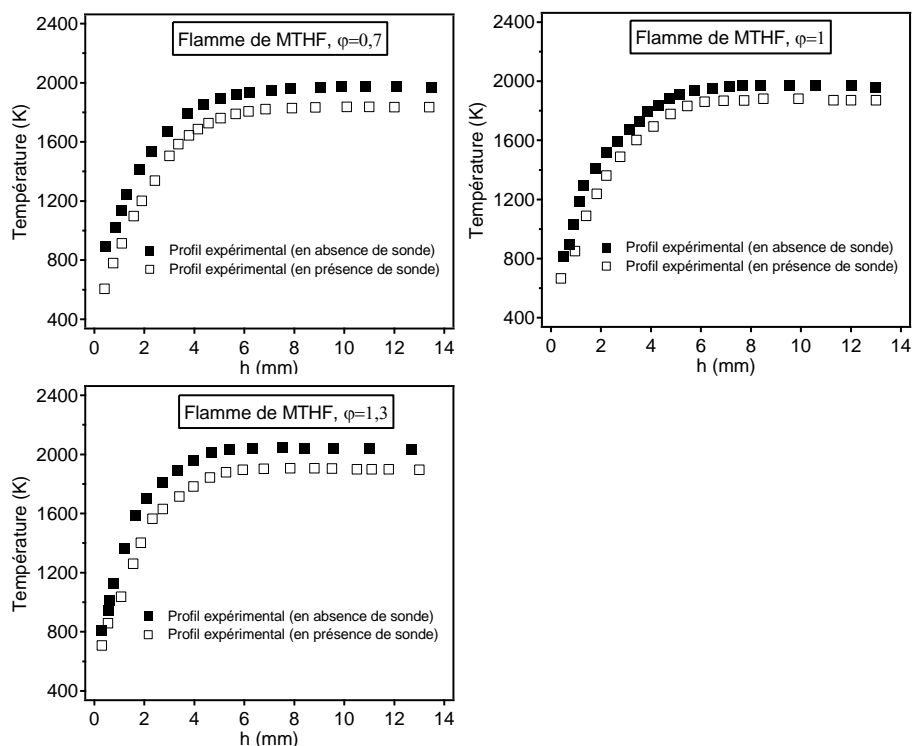 Flamme de MTHF, φ=0,7
2400
2000
1600
1200
800
400
Température (K)
Profil expérimental (en absence de sonde)
Profil expérimental (en présence de sonde)
0 2 4 6 8 10 12 14
h (mm)
Flamme de MTHF, φ=1
2400
2000
1600
1200
800
400
Température (K)
Profil expérimental (en absence de sonde)
Profil expérimental (en présence de sonde)
0 2 4 6 8 10 12 14
h (mm)
Flamme de MTHF, φ=1,3
2400
2000
1600
1200
800
400
Température (K)
Profil expérimental (en absence de sonde)
Profil expérimental (en présence de sonde)
0 2 4 6 8 10 12 14
h (mm)